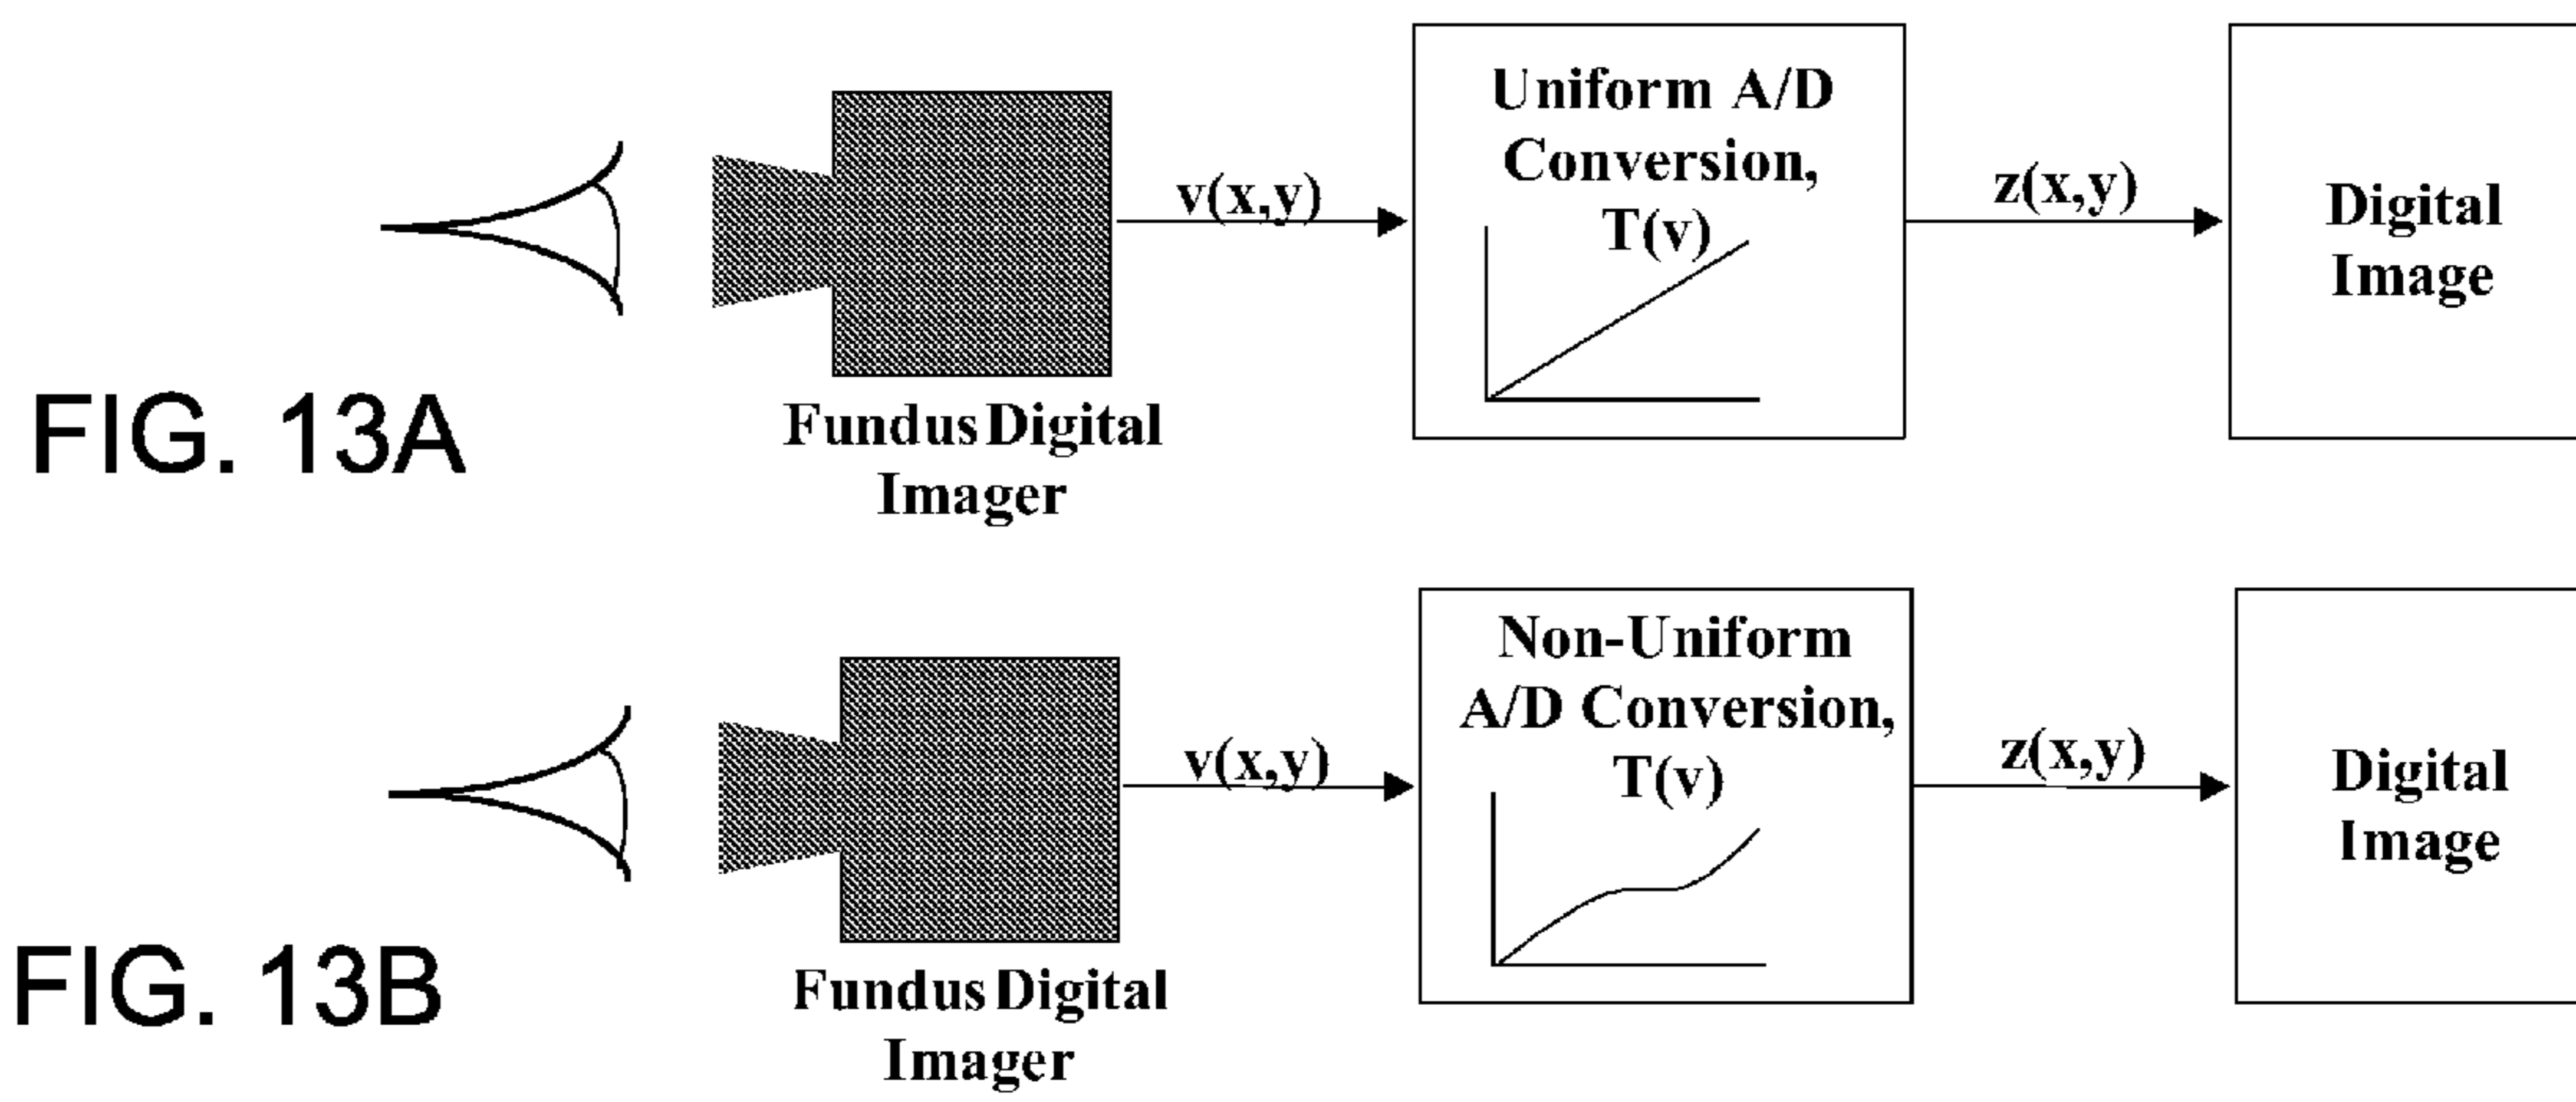 Uniform A/D
Conversion,
T(v)
v(x,y)
z(x,y)
Digital
Image
Fundus Digital
Imager
FIG. 13A
Non-Uniform
A/D Conversion,
T(v)
v(x,y)
z(x,y)
Digital
Image
Fundus Digital
Imager
FIG. 13B